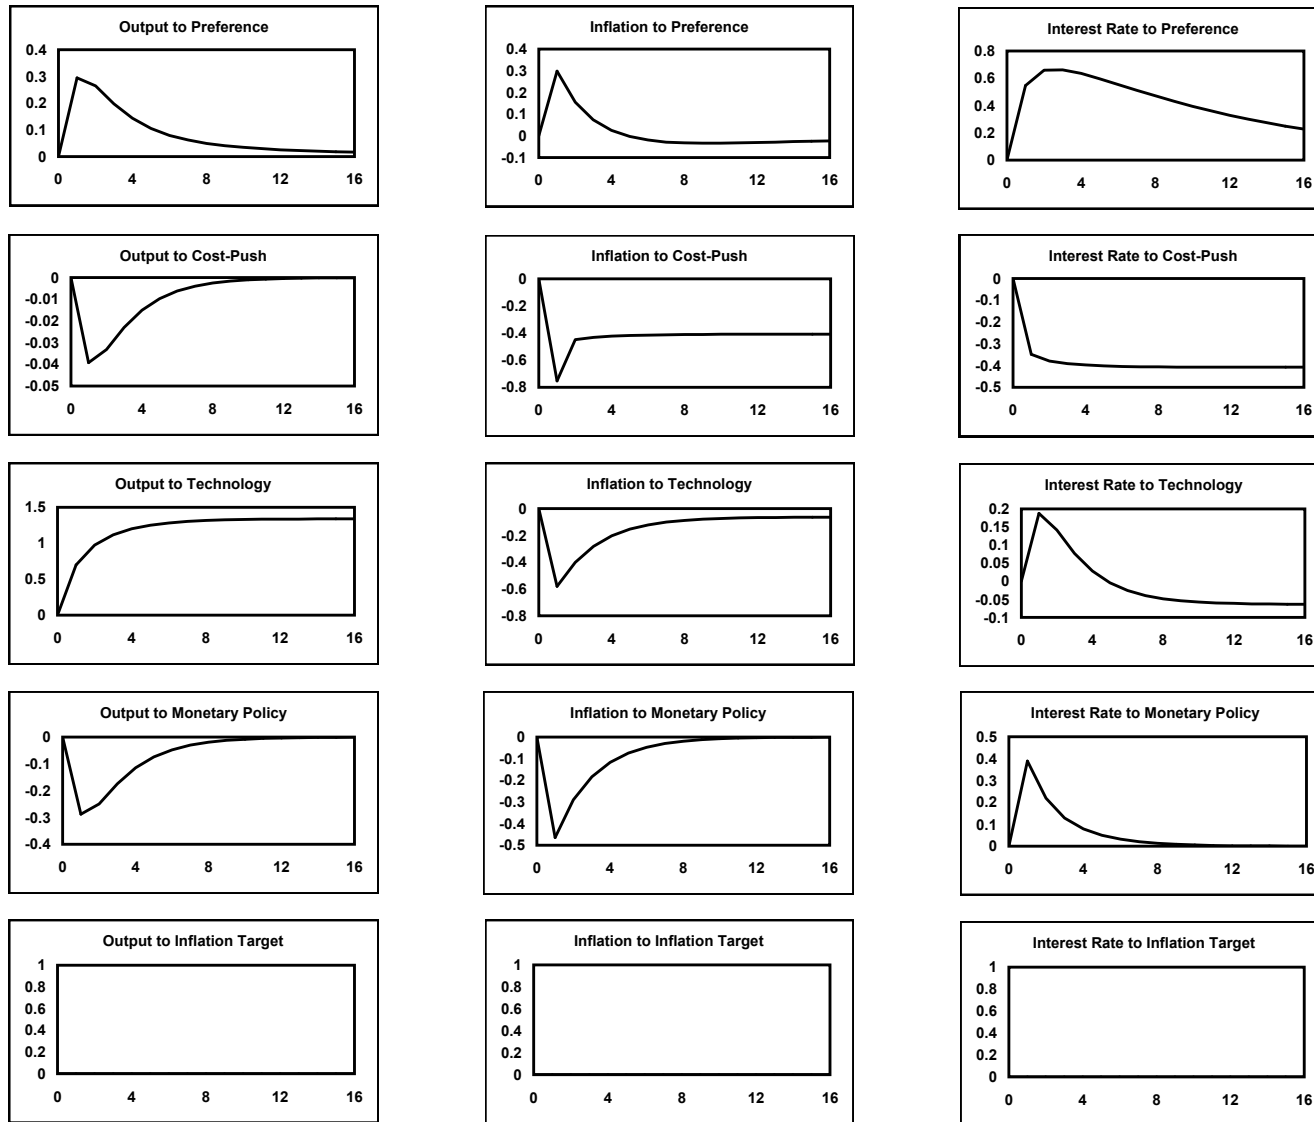 Output to Preference
0.4
0.3
0.2
0.1
0
0 4 8 12 16
Inflation to Preference
0.4
0.3
0.2
0.1
0
-0.1
0 4 8 12 16
Interest Rate to Preference
0.8
0.6
0.4
0.2
0
0 4 8 12 16
Output to Cost-Push
0
-0.01
-0.02
-0.03
-0.04
-0.05
0 4 8 12 16
Inflation to Cost-Push
0
-0.2
-0.4
-0.6
-0.8
0 4 8 12 16
Interest Rate to Cost-Push
0
-0.1
-0.2
-0.3
-0.4
-0.5
0 4 8 12 16
Output to Technology
1.5
1
0.5
0
0 4 8 12 16
Inflation to Technology
0
-0.2
-0.4
-0.6
-0.8
0 4 8 12 16
Interest Rate to Technology
0.2
0.15
0.1
0.05
0
-0.05
-0.1
0 4 8 12 16
Output to Monetary Policy
0
-0.1
-0.2
-0.3
-0.4
0 4 8 12 16
Inflation to Monetary Policy
0
-0.1
-0.2
-0.3
-0.4
-0.5
0 4 8 12 16
Interest Rate to Monetary Policy
0.5
0.4
0.3
0.2
0.1
0
0 4 8 12 16
Output to Inflation Target
1
0.8
0.6
0.4
0.2
0
0 4 8 12 16
Inflation to Inflation Target
1
0.8
0.6
0.4
0.2
0
0 4 8 12 16
Interest Rate to Inflation Target
1
0.8
0.6
0.4
0.2
0
0 4 8 12 16